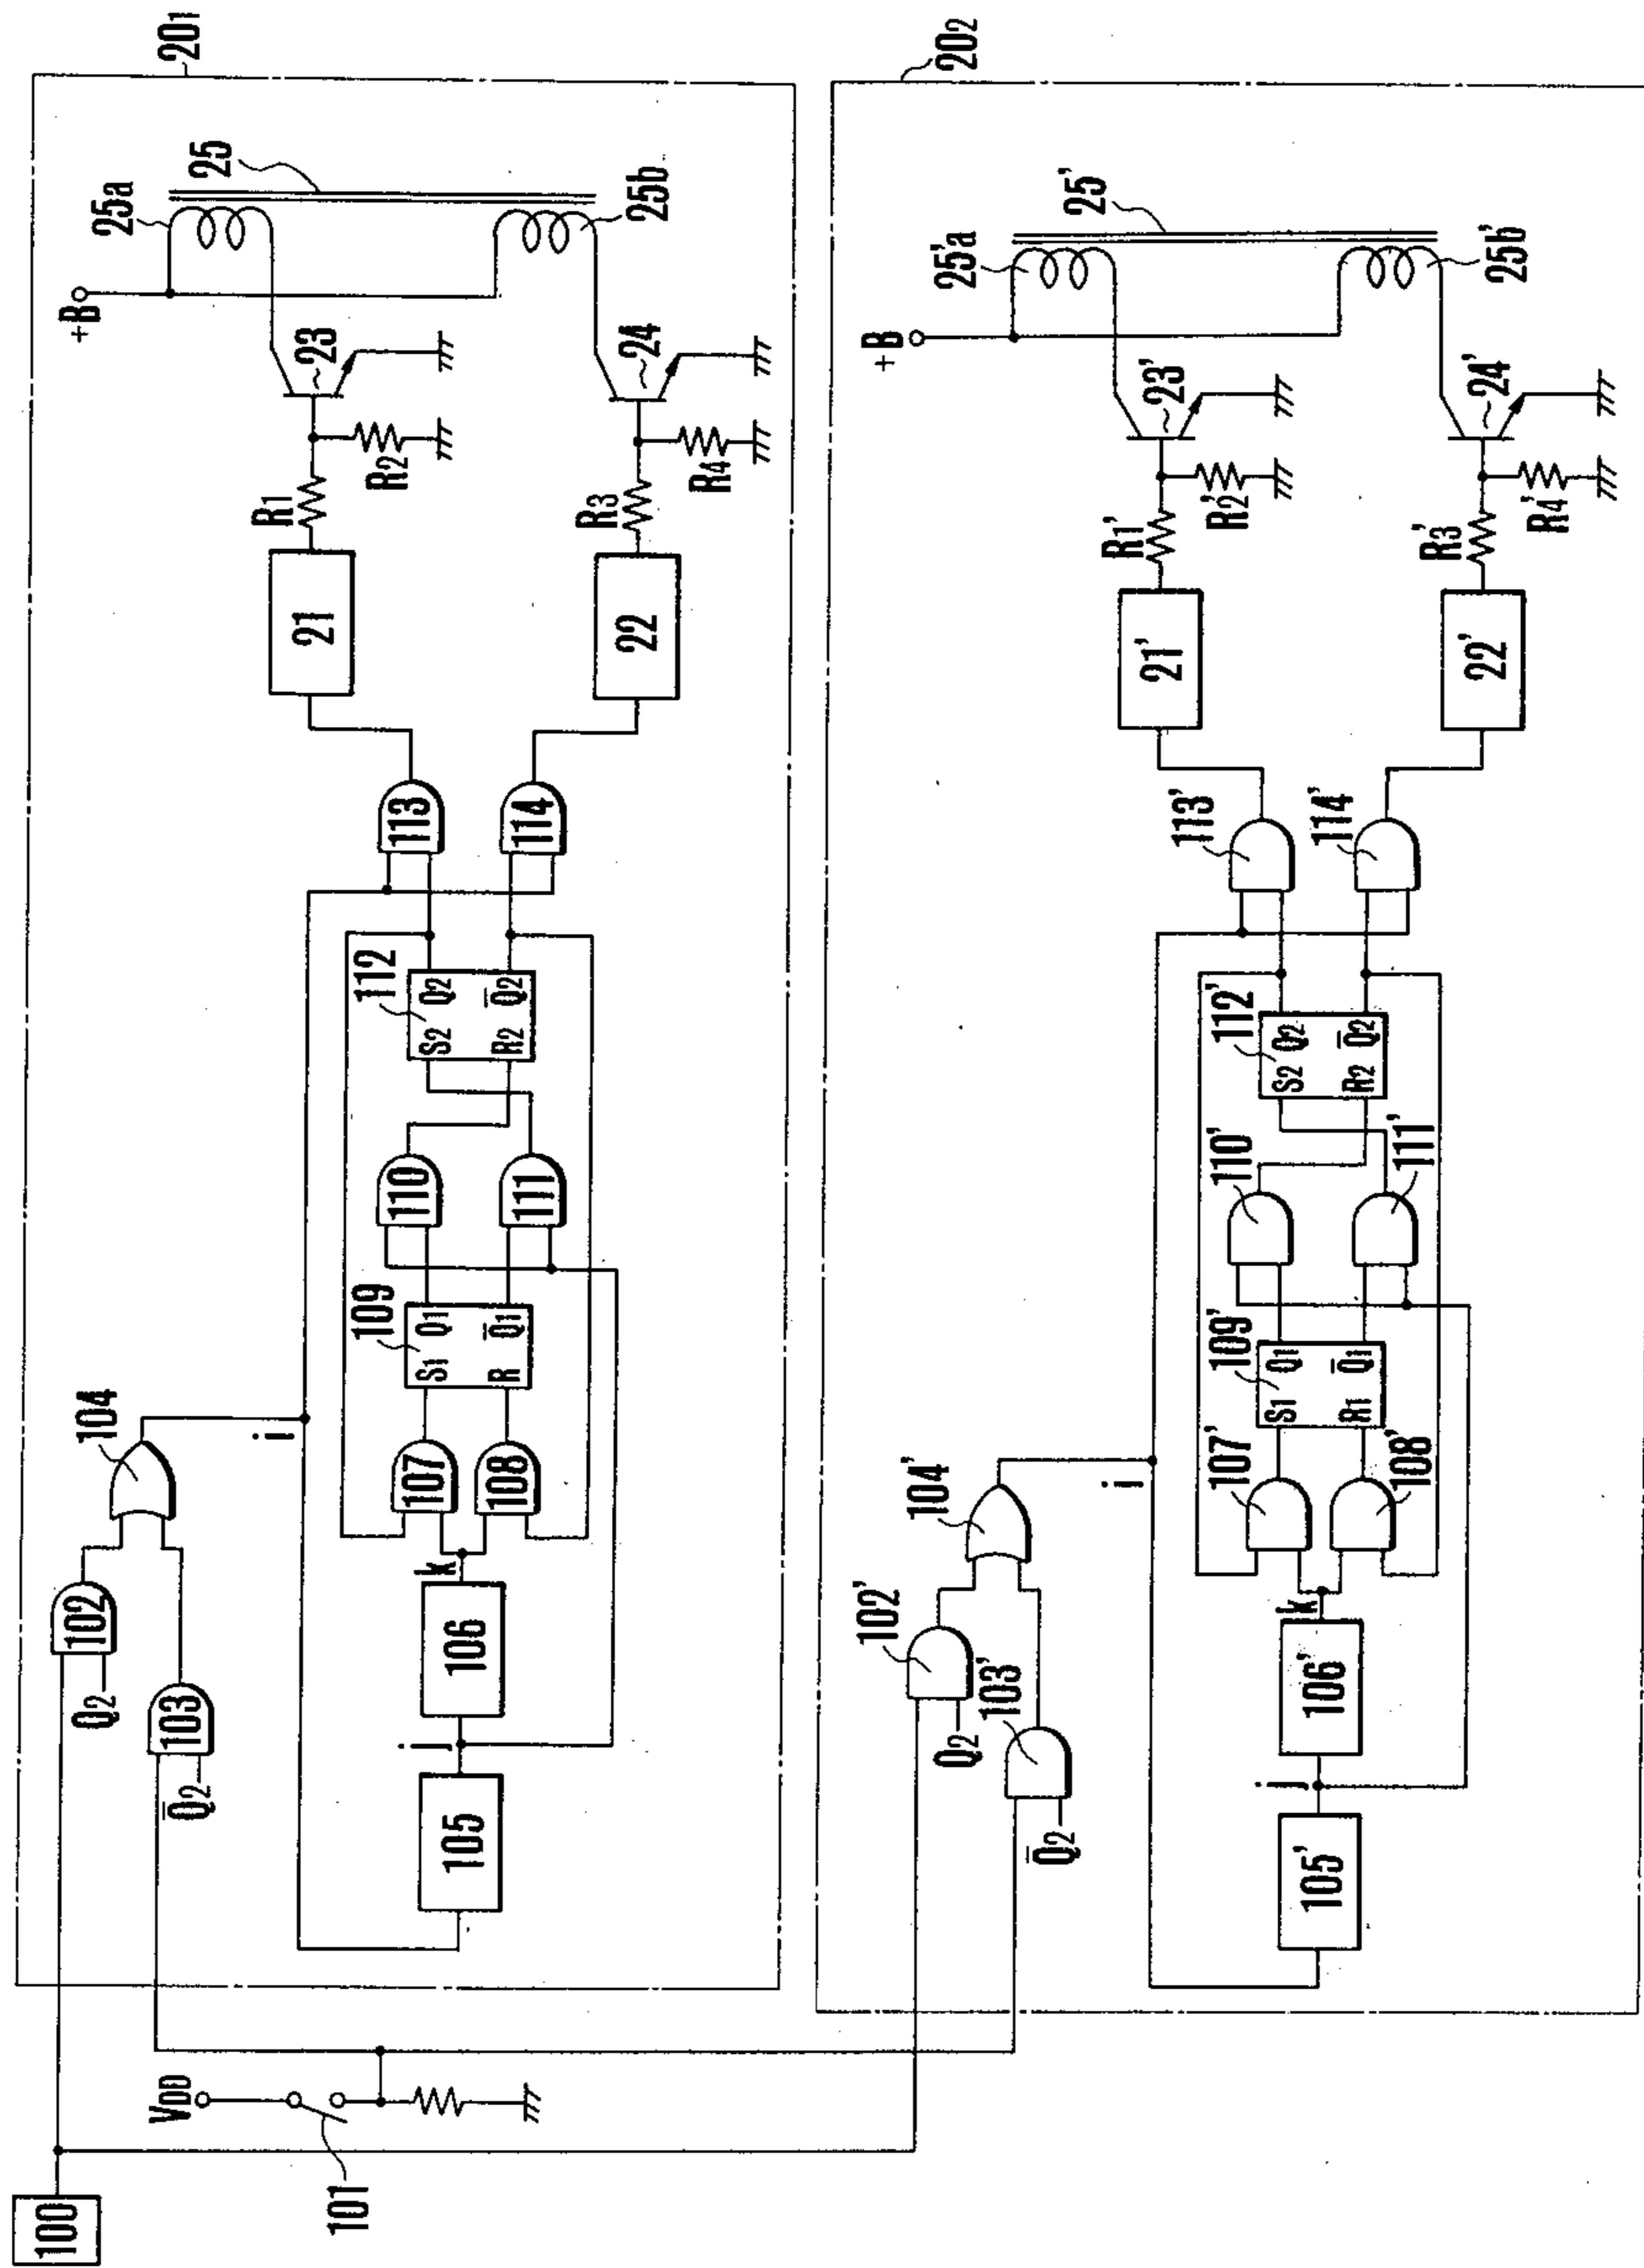 100
101
VDD
20₁
102
Q2
103
Q̄2
104
i
105
j
106
k
107
108
109
S1 Q1
R Q̄1
110
111
112
S2 Q2
R2 Q̄2
113
114
21
22
R1
R2
R3
R4
23
24
+B
25a
25
25b
20₂
102'
Q2
103'
Q̄2
104'
i
105'
j
106'
k
107'
108'
109'
S1 Q1
R1 Q̄1
110'
111'
112'
S2 Q2
R2 Q̄2
113'
114'
21'
22'
R1'
R2'
R3'
R4'
23'
24'
+B
25'a
25'
25b'